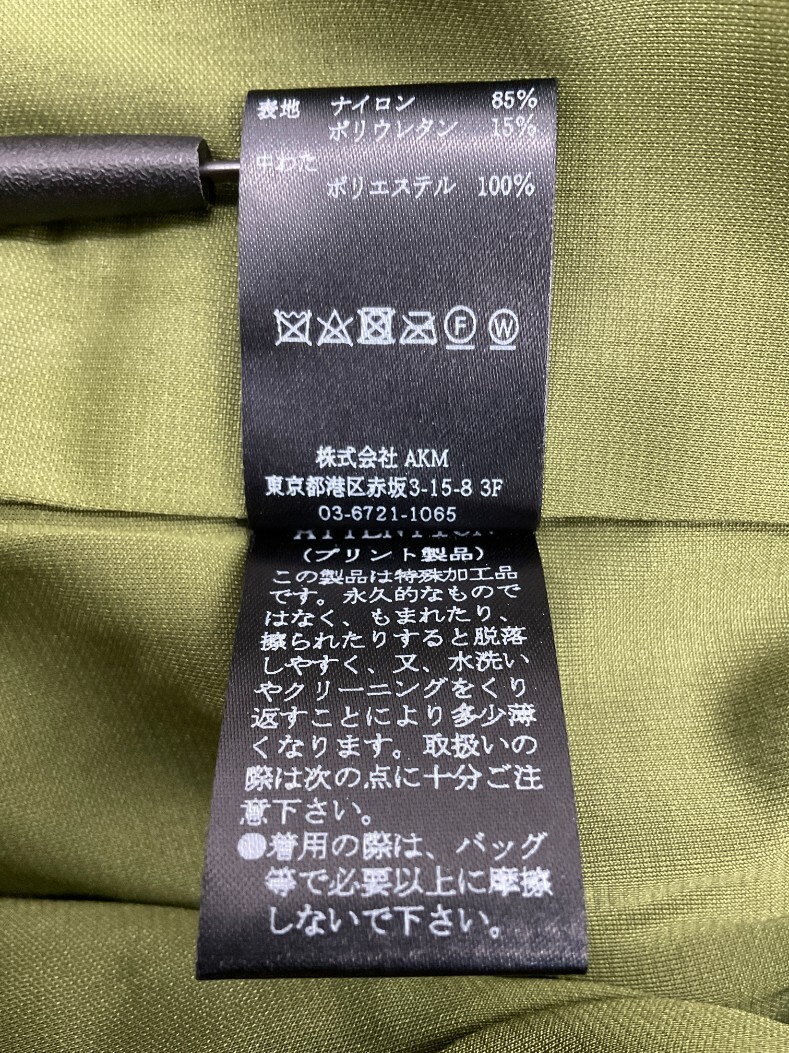 表地 ナイロン 85%
ポリウレタン 15%
中わた
ポリエステル 100%
F W
株式会社 AKM
東京都港区赤坂3-15-8 3F
03-6721-1065
ATTENTION
(プリント製品)
この製品は特殊加工品
です。永久的なもので
はなく、もまれたり、
擦られたりすると脱落
しやすく、又、水洗い
やクリーニングをくり
返すことにより多少薄
くなります。取扱いの
際は次の点に十分ご注
意下さい。
●着用の際は、バッグ
等で必要以上に摩擦
しないで下さい。